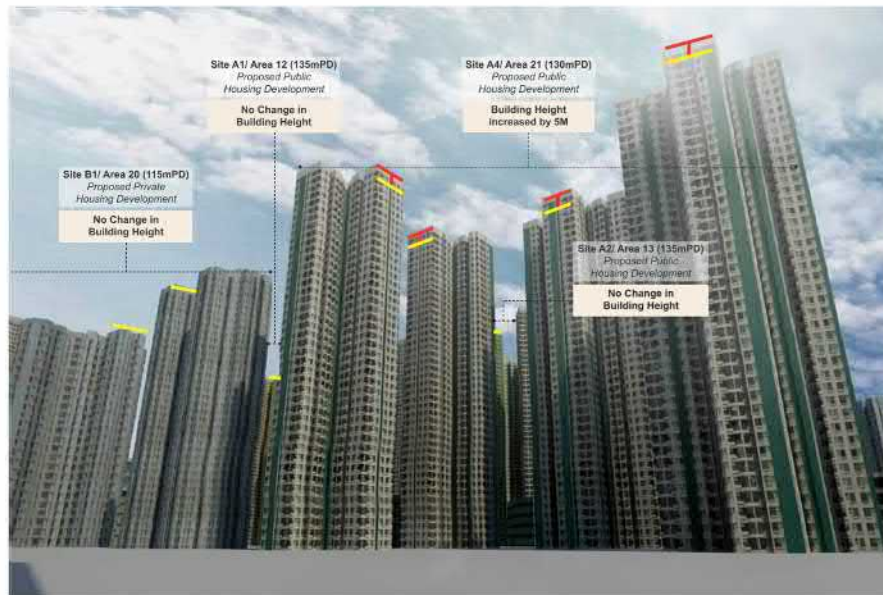 Site A1/ Area 12 (135mPD)
Proposed Public
Housing Development
No Change in
Building Height
Site A4/ Area 21 (130mPD)
Proposed Public
Housing Development
Building Height
increased by 5M
Site B1/ Area 20 (115mPD)
Proposed Private
Housing Development
No Change in
Building Height
Site A2/ Area 13 (135mPD)
Proposed Public
Housing Development
No Change in
Building Height